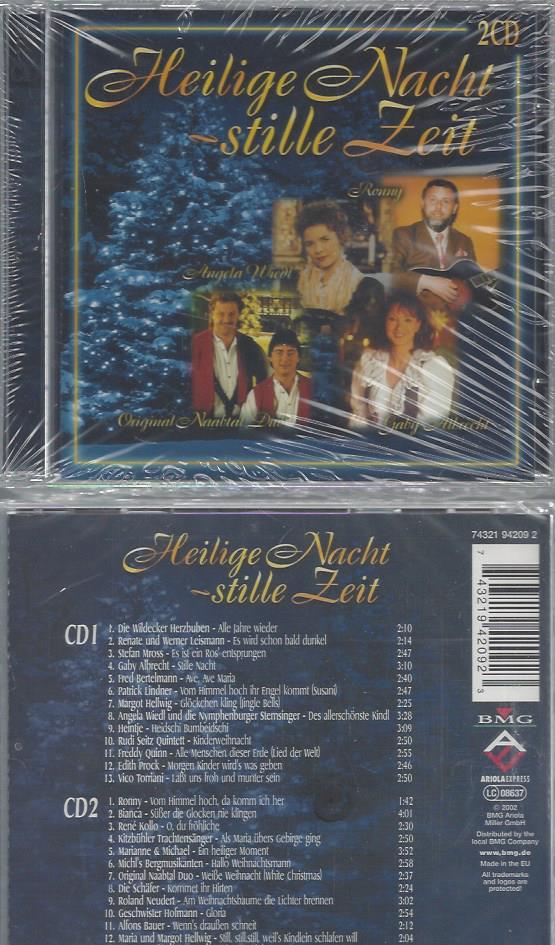 2CD
Heilige Nacht
~stille Zeit
Ronny
Angela Wiedl
Original Naabtal Duo
Gaby Albrecht
Heilige Nacht
~stille Zeit
74321 94209 2
7 43219 42092 3
CD1
1. Die Wildecker Herzbuben - Alle Jahre wieder 2:10
2. Renate und Werner Leismann - Es wird schon bald dunkel 2:14
3. Stefan Mross - Es ist ein Ros' entsprungen 2:47
4. Gaby Albrecht - Stille Nacht 3:10
5. Fred Bertelmann - Ave, Ave Maria 2:40
6. Patrick Lindner - Vom Himmel hoch ihr Engel kommt (Susani) 2:47
7. Margot Hellwig - Glöckchen kling (Jingle Bells) 2:25
8. Angela Wiedl und die Nymphenburger Sternsinger - Des allerschönste Kindl 3:28
9. Heintje - Heidschi Bumbeidschi 3:09
10. Rudi Seitz Quintett - Kinderweihnacht 2:50
11. Freddy Quinn - Alle Menschen dieser Erde (Lied der Welt) 2:55
12. Edith Prock - Morgen Kinder wird's was geben 2:46
13. Vico Torriani - Laßt uns froh und munter sein 2:50
CD2
1. Ronny - Vom Himmel hoch, da komm ich her 1:42
2. Bianca - Süßer die Glocken nie klingen 4:01
3. René Kollo - O, du fröhliche 2:30
4. Kitzbühler Trachtensänger - Als Maria übers Gebirge ging 2:50
5. Marianne & Michael - Ein heiliger Moment 3:52
6. Michl's Bergmusikanten - Hallo Weihnachtsmann 2:58
7. Original Naabtal Duo - Weiße Weihnacht (White Christmas) 2:37
8. Die Schäfer - Kommet ihr Hirten 2:24
9. Roland Neudert - Am Weihnachtsbaume die Lichter brennen 3:02
10. Geschwister Hofmann - Gloria 2:54
11. Alfons Bauer - Wenn's draußen schneit 2:12
12. Maria und Margot Hellwig - Still, still,still, weil's Kindlein schlafen will 2:04
BMG
A
ARIOLA EXPRESS
LC 08637
℗ 2002
BMG Ariola
Miller GmbH
Distributed by the
local BMG Company
www.bmg.de
Made in the EU
All trademarks
and logos are
protected!